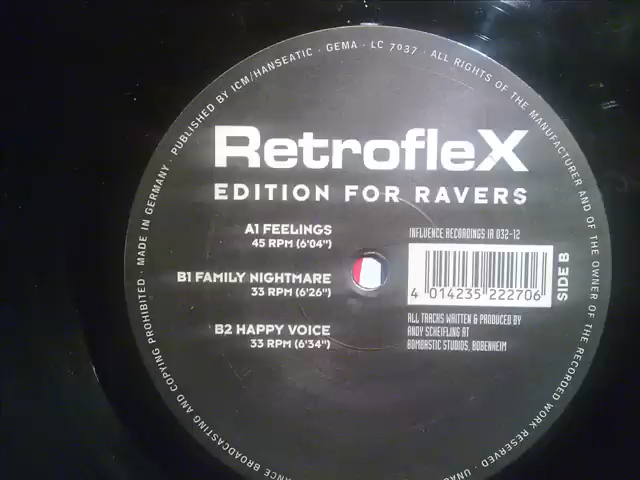 RetrofleX
EDITION FOR RAVERS
A1 FEELINGS
45 RPM (6'04")
B1 FAMILY NIGHTMARE
33 RPM (6'26")
B2 HAPPY VOICE
33 RPM (6'34")
INFLUENCE RECORDINGS IR 032-12
4 014235 222706
SIDE B
ALL TRACKS WRITTEN & PRODUCED BY
ANDY SCHEIFLING AT
BOMBASTIC STUDIOS, BOBENHEIM
ANCE BROADCASTING AND COPYING PROHIBITED · MADE IN GERMANY · PUBLISHED BY ICM/HANSEATIC · GEMA · LC 7037 · ALL RIGHTS OF THE MANUFACTURER AND OF THE OWNER OF THE RECORDED WORK RESERVED · UNAU